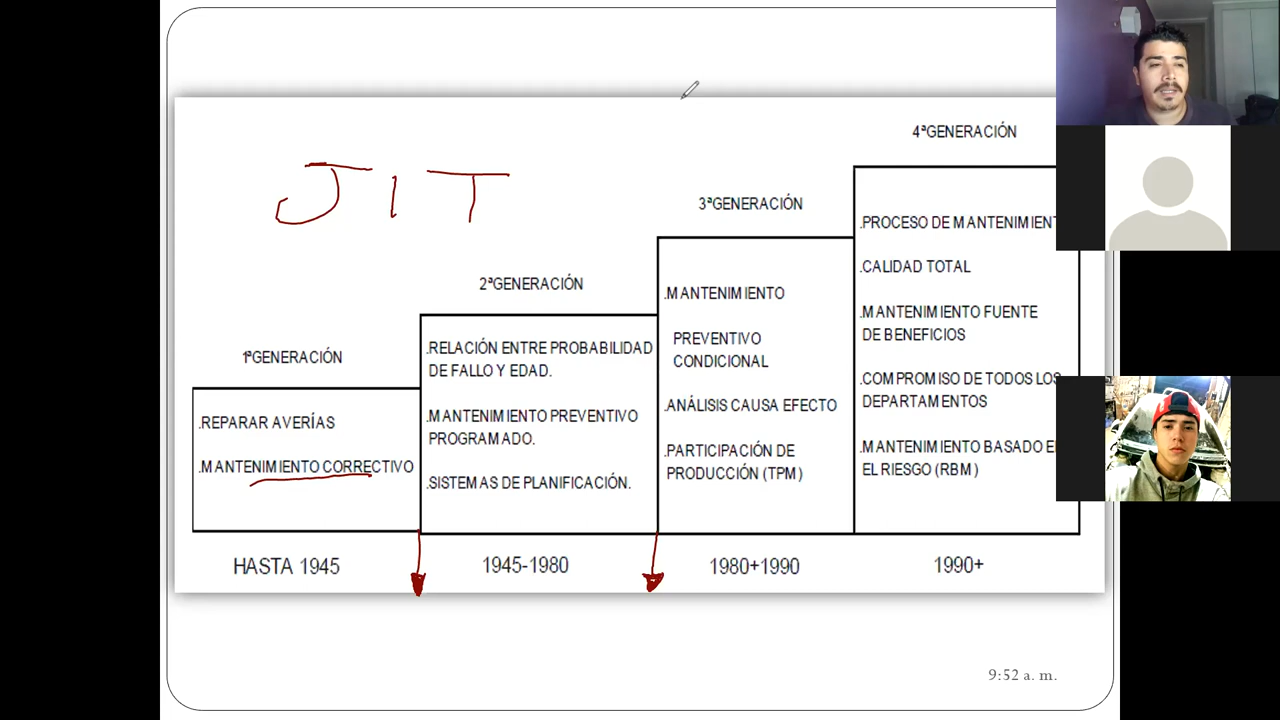 JIT
1ªGENERACIÓN
.REPARAR AVERÍAS
.MANTENIMIENTO CORRECTIVO
HASTA 1945
2ªGENERACIÓN
.RELACIÓN ENTRE PROBABILIDAD
DE FALLO Y EDAD.
.MANTENIMIENTO PREVENTIVO
PROGRAMADO.
.SISTEMAS DE PLANIFICACIÓN.
1945-1980
3ªGENERACIÓN
.MANTENIMIENTO
PREVENTIVO
CONDICIONAL
.ANÁLISIS CAUSA EFECTO
.PARTICIPACIÓN DE
PRODUCCIÓN (TPM)
1980+1990
4ªGENERACIÓN
.PROCESO DE MANTENIMIENT
.CALIDAD TOTAL
.MANTENIMIENTO FUENTE
DE BENEFICIOS
.COMPROMISO DE TODOS LOS
DEPARTAMENTOS
.MANTENIMIENTO BASADO E
EL RIESGO (RBM)
1990+
9:52 a. m.